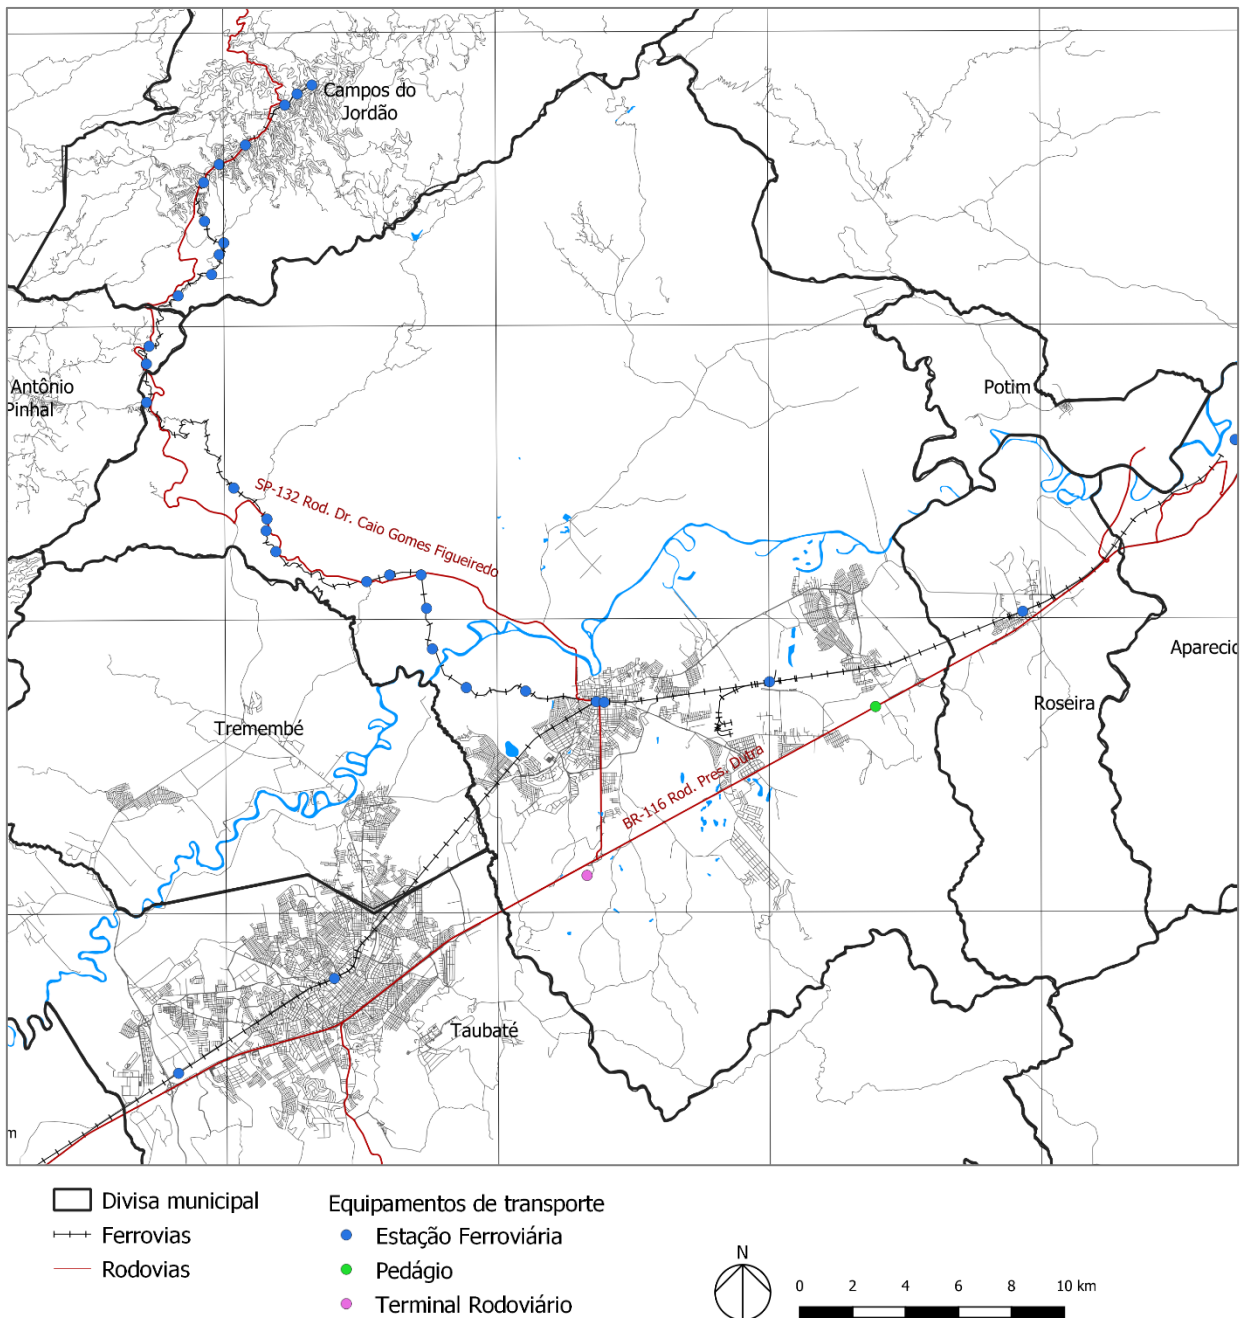 Campos do
Jordão
Antônio
Pinhal
Potim
SP-132 Rod. Dr. Caio Gomes Figueiredo
Aparecid
Roseira
Tremembé
BR-116 Rod. Pres. Dutra
Taubaté
m
Divisa municipal
Ferrovias
Rodovias
Equipamentos de transporte
Estação Ferroviária
Pedágio
Terminal Rodoviário
N
0 2 4 6 8 10 km